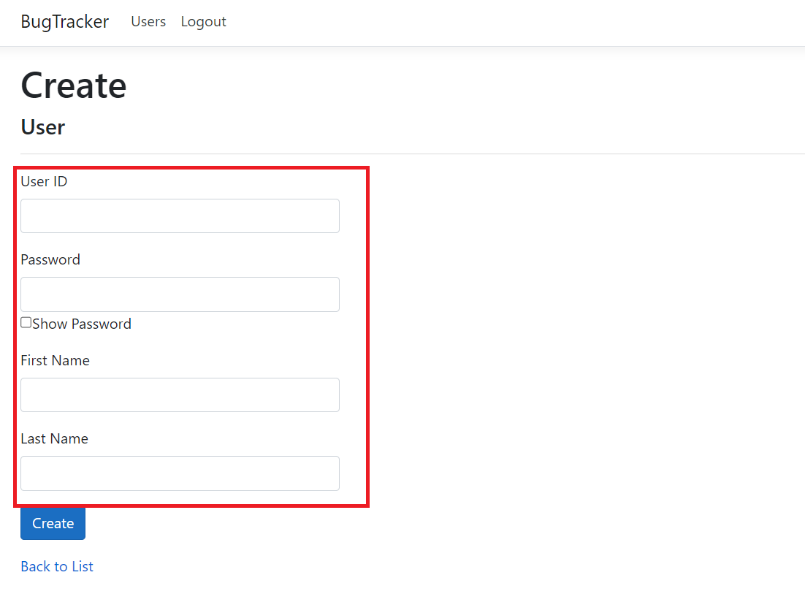 BugTracker Users Logout
Create
User
User ID
Password
Show Password
First Name
Last Name
Create
Back to List